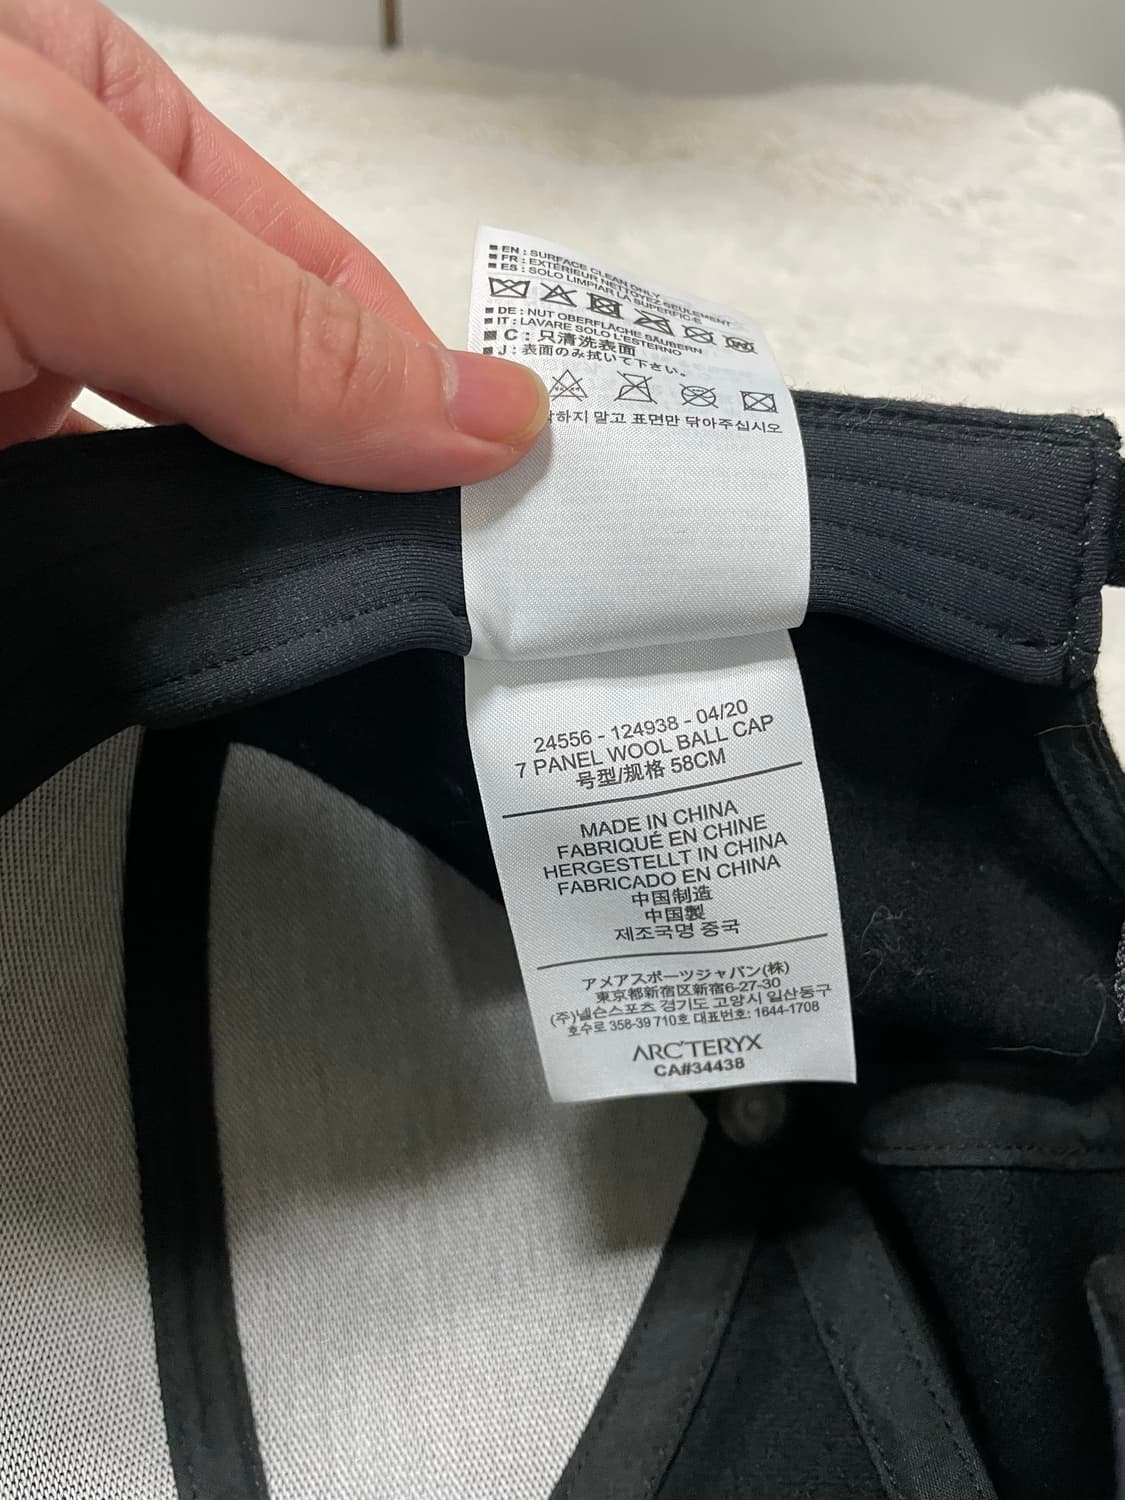 ■ EN : SURFACE CLEAN ONLY
■ FR : EXTÉRIEUR NETTOYEZ SEULEMENT
■ ES : SOLO LIMPIAR LA SUPERFICIE
■ DE : NUT OBERFLÄCHE SÄUBERN
■ IT : LAVARE SOLO L'ESTERNO
■ C : 只清洗表面
■ J : 表面のみ拭いて下さい。
말고 표면만 닦아주십시오
24556 - 124938 - 04/20
7 PANEL WOOL BALL CAP
号型/规格 58CM
MADE IN CHINA
FABRIQUÉ EN CHINE
HERGESTELLT IN CHINA
FABRICADO EN CHINA
中国制造
中国製
제조국명 중국
アメアスポーツジャパン(株)
東京都新宿区新宿6-27-30
(주)넬슨스포츠 경기도 고양시 일산동구
호수로 358-39 710호 대표번호: 1644-1708
ARC'TERYX
CA#34438